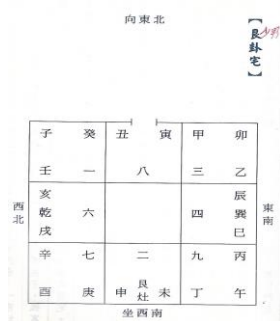 向東北
【艮卦宅】
子 癸 丑 寅 甲 卯
壬 一 八 三 乙
西北
亥
乾 六 四 巽
戌
辰
巳
東南
辛 七 二 九 丙
酉 庚 申 艮灶 未 丁 午
坐西南